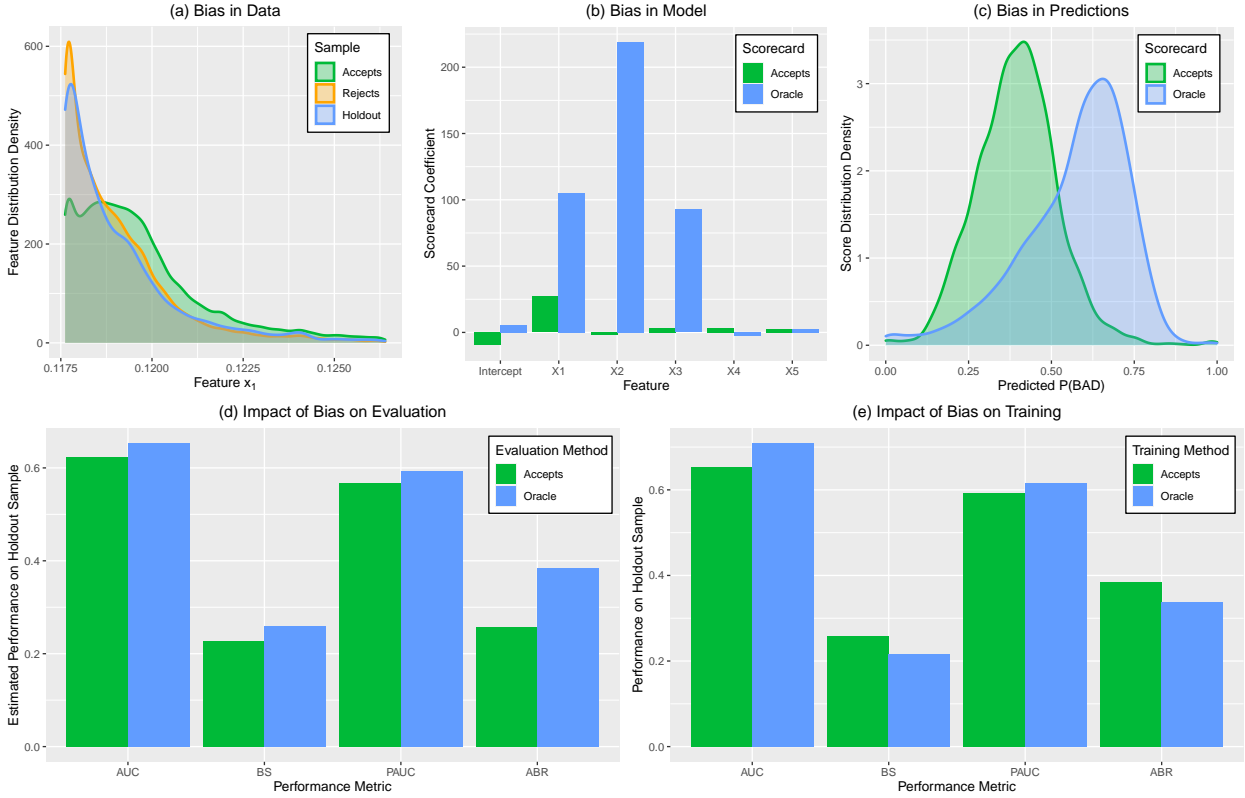 (a) Bias in Data
Feature Distribution Density
600
400
200
0
0.1175
0.1200
0.1225
0.1250
Feature x1
Sample
Accepts
Rejects
Holdout
(b) Bias in Model
Scorecard Coefficient
200
150
100
50
0
Intercept
X1
X2
X3
X4
X5
Feature
Scorecard
Accepts
Oracle
(c) Bias in Predictions
Score Distribution Density
3
2
1
0
0.00
0.25
0.50
0.75
1.00
Predicted P(BAD)
Scorecard
Accepts
Oracle
(d) Impact of Bias on Evaluation
Estimated Performance on Holdout Sample
0.6
0.4
0.2
0.0
AUC
BS
PAUC
ABR
Performance Metric
Evaluation Method
Accepts
Oracle
(e) Impact of Bias on Training
Performance on Holdout Sample
0.6
0.4
0.2
0.0
AUC
BS
PAUC
ABR
Performance Metric
Training Method
Accepts
Oracle